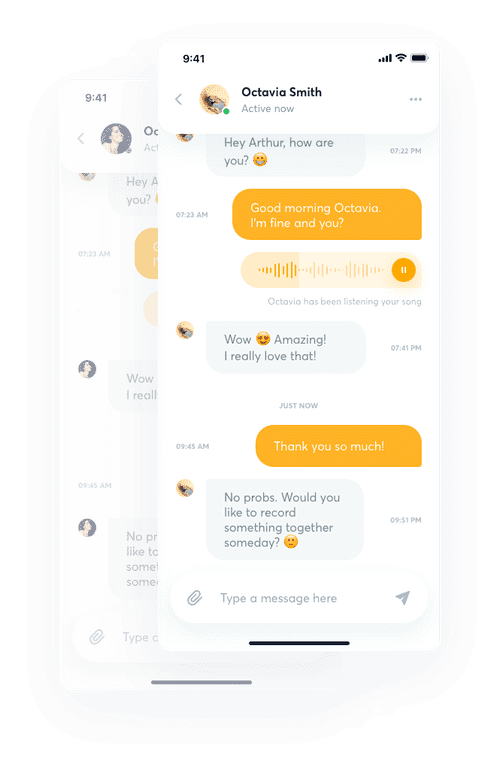 9:41
Octavia Smith
Active now
Hey Arthur, how are
you? 😁
07:22 PM
Good morning Octavia.
07:23 AM
I'm fine and you?
Octavia has been listening your song
Wow 😍 Amazing!
I really love that!
07:41 PM
JUST NOW
09:45 AM
Thank you so much!
No probs. Would you
like to record
something together
someday? 🙂
09:51 PM
Type a message here
9:41
Oc
Act
Hey A
you?
07:23 AM
Wow
I reall
09:45 AM
No pr
like to
somet
some
Type a